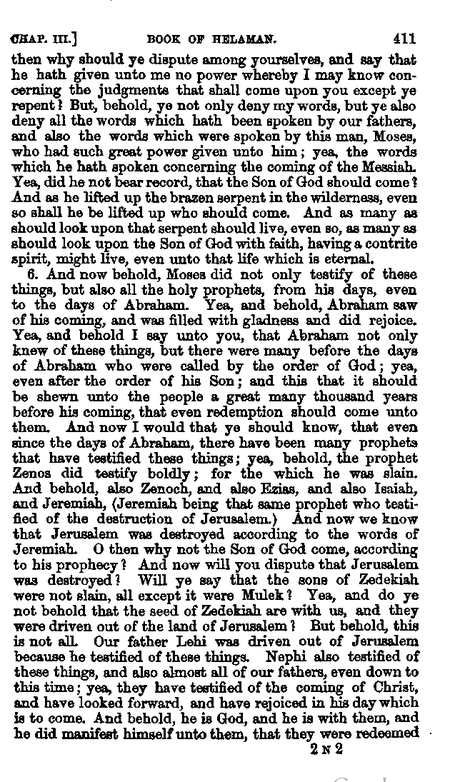 CHAP. III.] BOOK OF HELAMAN. 411
then why should ye dispute among yourselves, and say that
he hath given unto me no power whereby I may know con-
cerning the judgments that shall come upon you except ye
repent? But, behold, ye not only deny my words, but ye also
deny all the words which hath been spoken by our fathers,
and also the words which were spoken by this man, Moses,
who had such great power given unto him; yea, the words
which he hath spoken concerning the coming of the Messiah.
Yea, did he not bear record, that the Son of God should come?
And as he lifted up the brazen serpent in the wilderness, even
so shall he be lifted up who should come. And as many as
should look upon that serpent should live, even so, as many as
should look upon the Son of God with faith, having a contrite
spirit, might live, even unto that life which is eternal.
6. And now behold, Moses did not only testify of these
things, but also all the holy prophets, from his days, even
to the days of Abraham. Yea, and behold, Abraham saw
of his coming, and was filled with gladness and did rejoice.
Yea, and behold I say unto you, that Abraham not only
knew of these things, but there were many before the days
of Abraham who were called by the order of God; yea,
even after the order of his Son; and this that it should
be shewn unto the people a great many thousand years
before his coming, that even redemption should come unto
them. And now I would that ye should know, that even
since the days of Abraham, there have been many prophets
that have testified these things; yea, behold, the prophet
Zenos did testify boldly; for the which he was slain.
And behold, also Zenoch, and also Ezias, and also Isaiah,
and Jeremiah, (Jeremiah being that same prophet who testi-
fied of the destruction of Jerusalem.) And now we know
that Jerusalem was destroyed according to the words of
Jeremiah. O then why not the Son of God come, according
to his prophecy? And now will you dispute that Jerusalem
was destroyed? Will ye say that the sons of Zedekiah
were not slain, all except it were Mulek? Yea, and do ye
not behold that the seed of Zedekiah are with us, and they
were driven out of the land of Jerusalem? But behold, this
is not all. Our father Lehi was driven out of Jerusalem
because he testified of these things. Nephi also testified of
these things, and also almost all of our fathers, even down to
this time; yea, they have testified of the coming of Christ,
and have looked forward, and have rejoiced in his day which
is to come. And behold, he is God, and he is with them, and
he did manifest himself unto them, that they were redeemed
2 N 2